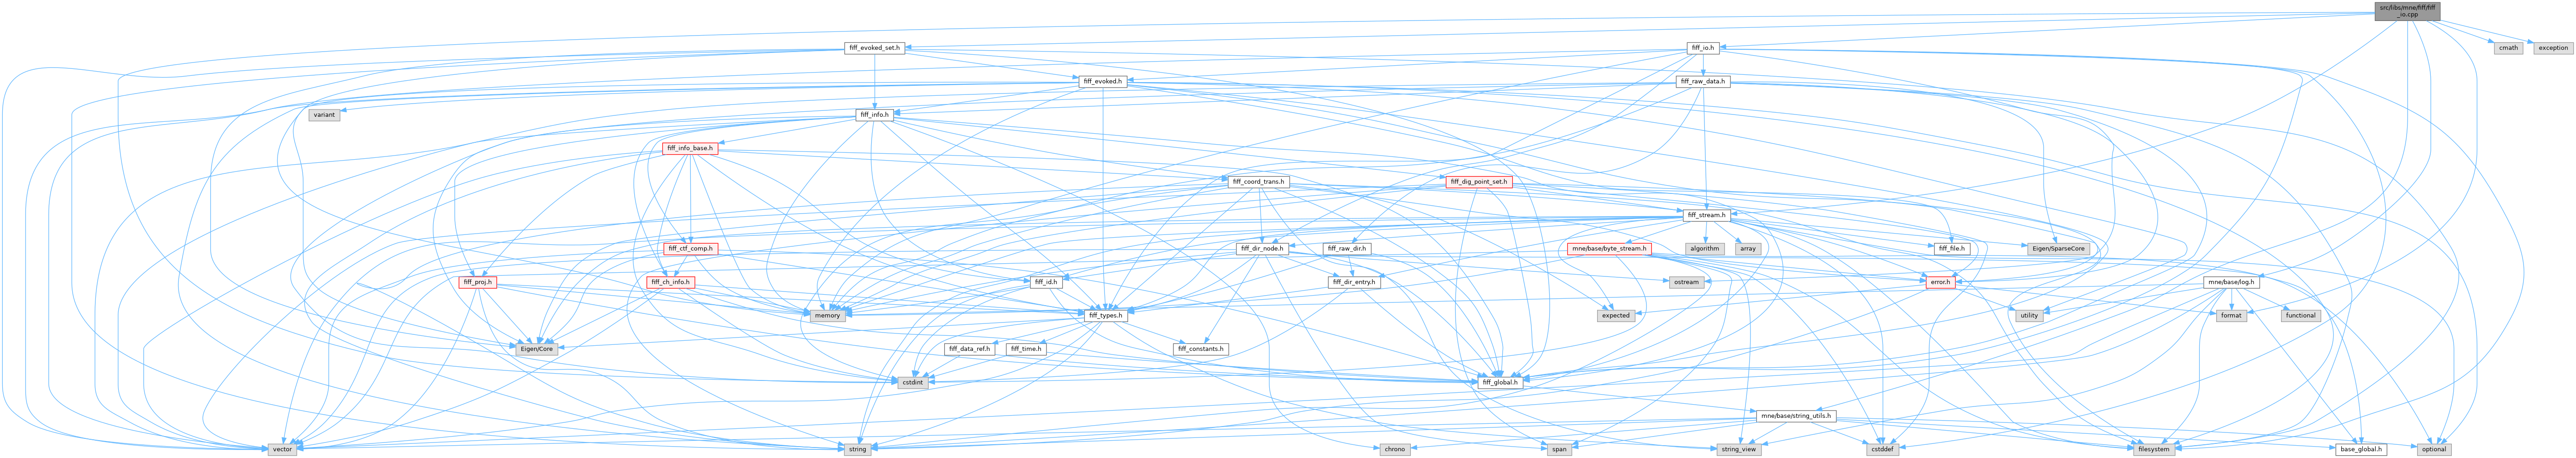 src/libs/mne/fiff/fiff
_io.cpp
fiff_evoked_set.h
fiff_io.h
cmath
exception
fiff_evoked.h
fiff_raw_data.h
variant
fiff_info.h
fiff_info_base.h
fiff_coord_trans.h
fiff_dig_point_set.h
fiff_stream.h
fiff_ctf_comp.h
fiff_dir_node.h
fiff_raw_dir.h
mne/base/byte_stream.h
algorithm
array
fiff_file.h
Eigen/SparseCore
fiff_proj.h
fiff_ch_info.h
fiff_id.h
ostream
fiff_dir_entry.h
error.h
mne/base/log.h
memory
fiff_types.h
expected
utility
format
functional
Eigen/Core
fiff_data_ref.h
fiff_time.h
fiff_constants.h
cstdint
fiff_global.h
mne/base/string_utils.h
vector
string
chrono
span
string_view
cstddef
filesystem
base_global.h
optional